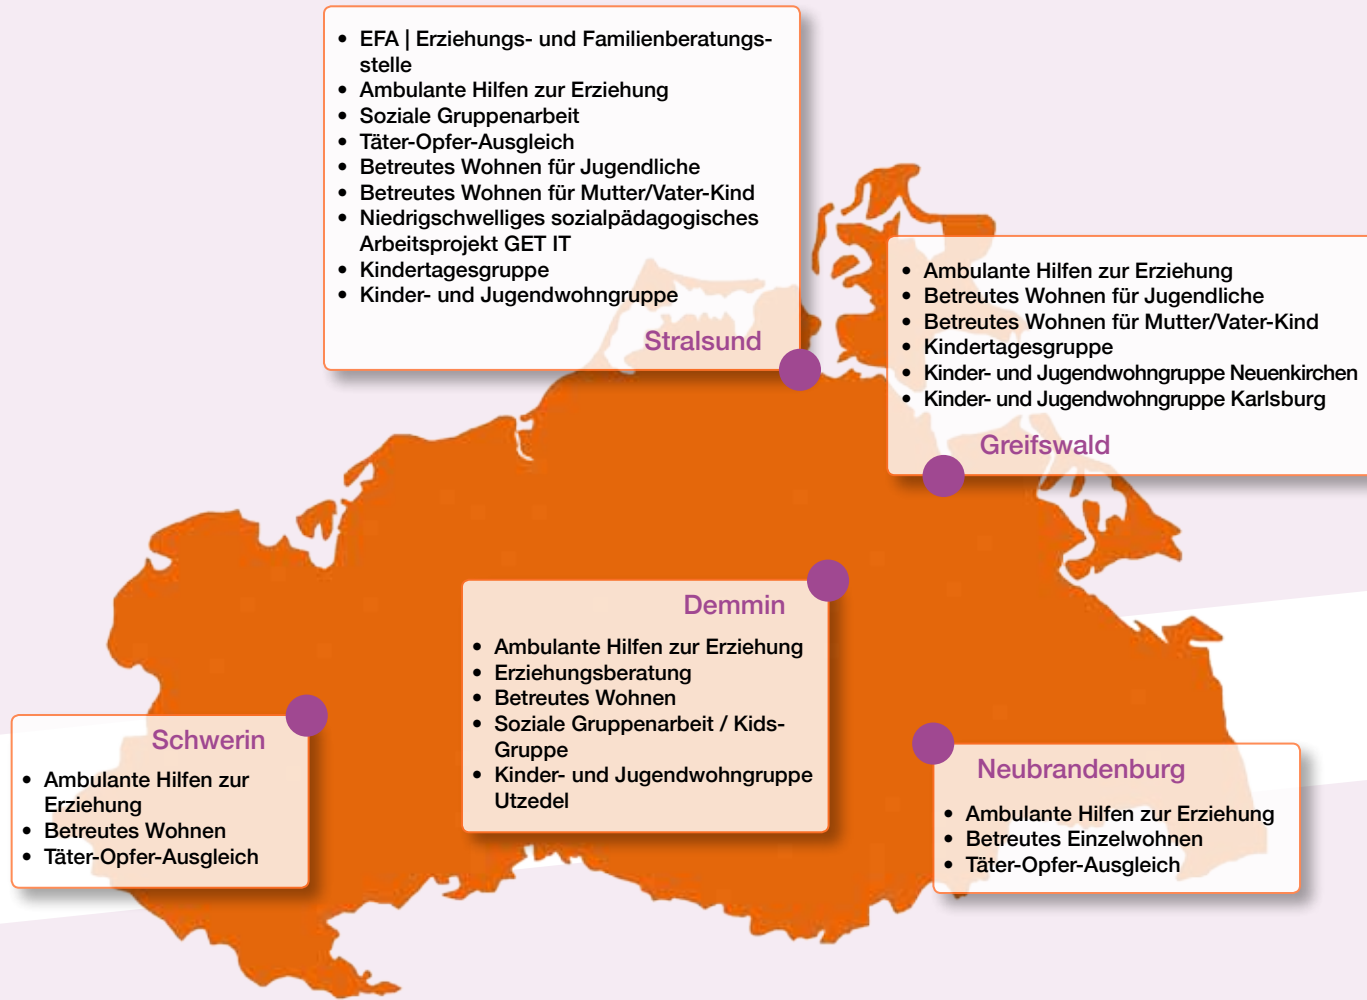 • EFA | Erziehungs- und Familienberatungs-
stelle
• Ambulante Hilfen zur Erziehung
• Soziale Gruppenarbeit
• Täter-Opfer-Ausgleich
• Betreutes Wohnen für Jugendliche
• Betreutes Wohnen für Mutter/Vater-Kind
• Niedrigschwelliges sozialpädagogisches
Arbeitsprojekt GET IT
• Kindertagesgruppe
• Kinder- und Jugendwohngruppe
Stralsund
• Ambulante Hilfen zur Erziehung
• Betreutes Wohnen für Jugendliche
• Betreutes Wohnen für Mutter/Vater-Kind
• Kindertagesgruppe
• Kinder- und Jugendwohngruppe Neuenkirchen
• Kinder- und Jugendwohngruppe Karlsburg
Greifswald
Demmin
• Ambulante Hilfen zur Erziehung
• Erziehungsberatung
• Betreutes Wohnen
• Soziale Gruppenarbeit / Kids-
Gruppe
• Kinder- und Jugendwohngruppe
Utzedel
Schwerin
• Ambulante Hilfen zur
Erziehung
• Betreutes Wohnen
• Täter-Opfer-Ausgleich
Neubrandenburg
• Ambulante Hilfen zur Erziehung
• Betreutes Einzelwohnen
• Täter-Opfer-Ausgleich